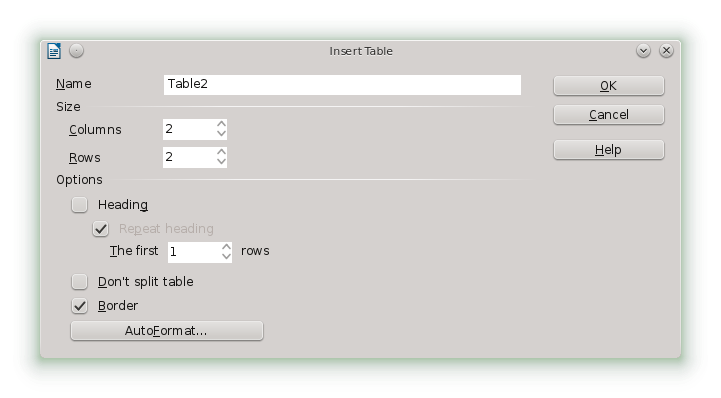 Insert Table
Name Table2 OK
Size
Cancel
Columns 2
Rows 2 Help
Options
Heading
Repeat heading
The first 1 rows
Don't split table
Border
AutoFormat...